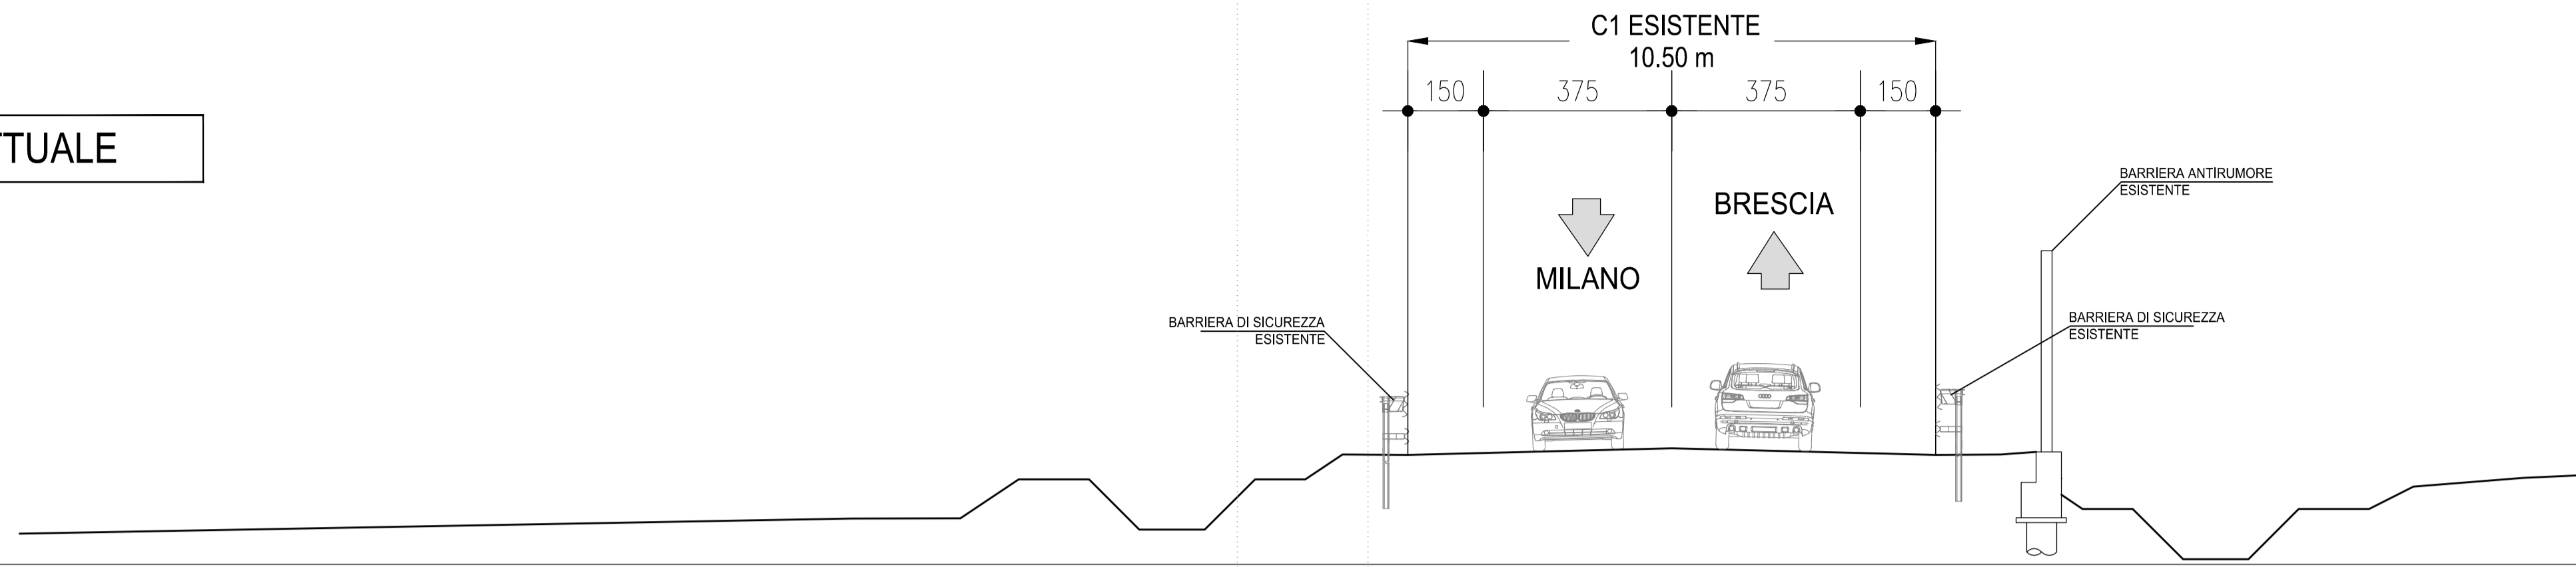 C1 ESISTENTE
10.50 m
150 375 375 150
TTUALE
BRESCIA
MILANO
BARRIERA ANTIRUMORE
ESISTENTE
BARRIERA DI SICUREZZA
ESISTENTE
BARRIERA DI SICUREZZA
ESISTENTE